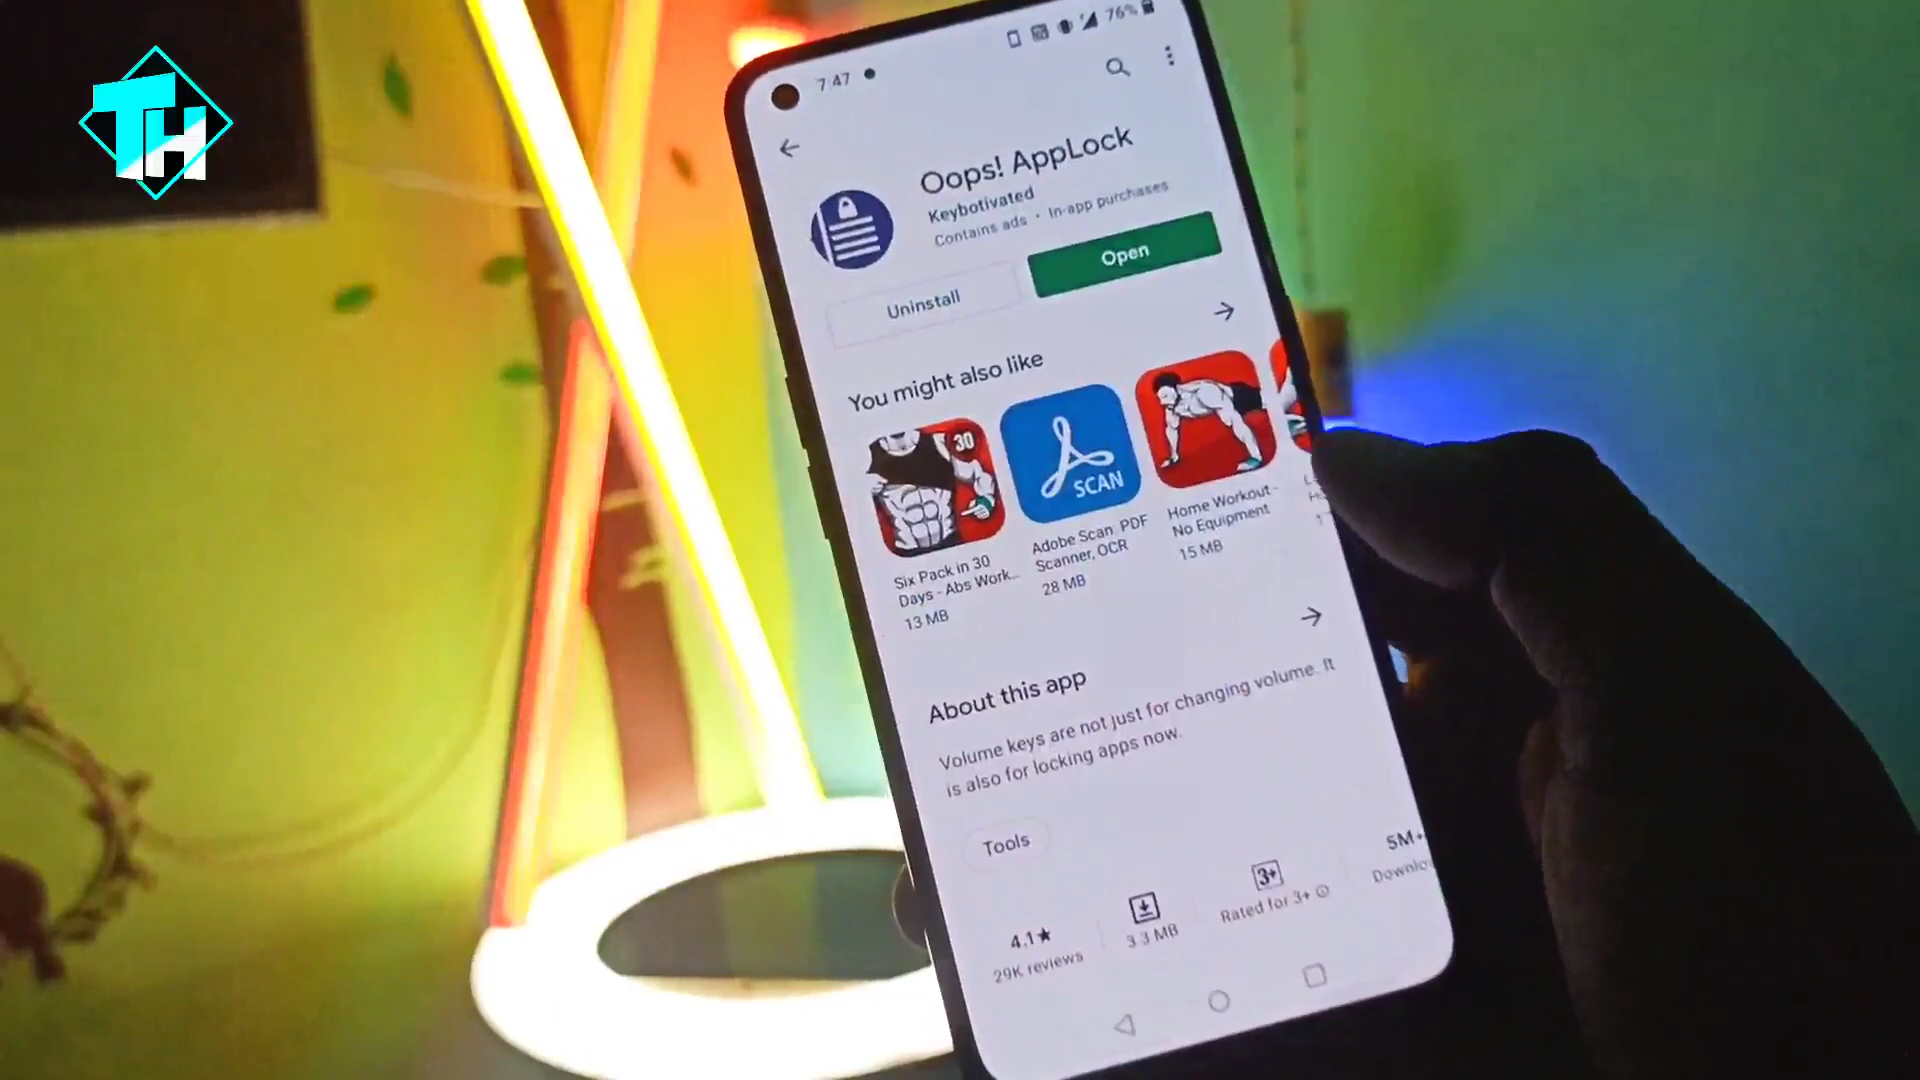 TH
7:47
76%
Oops! AppLock
Keybotivated
Contains ads • In-app purchases
Uninstall
Open
You might also like
30
SCAN
Six Pack in 30
Days - Abs Work...
13 MB
Adobe Scan: PDF
Scanner, OCR
28 MB
Home Workout -
No Equipment
15 MB
About this app
Volume keys are not just for changing volume. It
is also for locking apps now.
Tools
4.1★
29K reviews
3.3 MB
3+
Rated for 3+
5M+